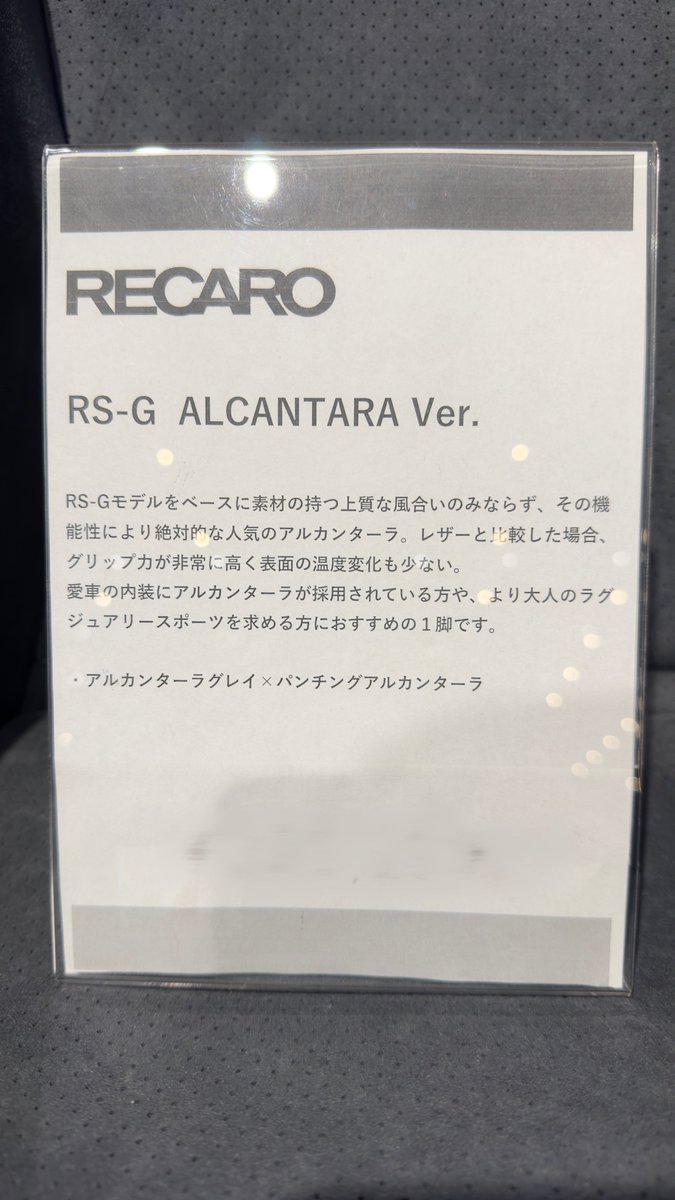 RECARO
RS-G ALCANTARA Ver.
RS-Gモデルをベースに素材の持つ上質な風合いのみならず、その機
能性により絶対的な人気のアルカンターラ。レザーと比較した場合、
グリップ力が非常に高く表面の温度変化も少ない。
愛車の内装にアルカンターラが採用されている方や、より大人のラグ
ジュアリースポーツを求める方におすすめの１脚です。
・アルカンターラグレイ×パンチングアルカンターラ